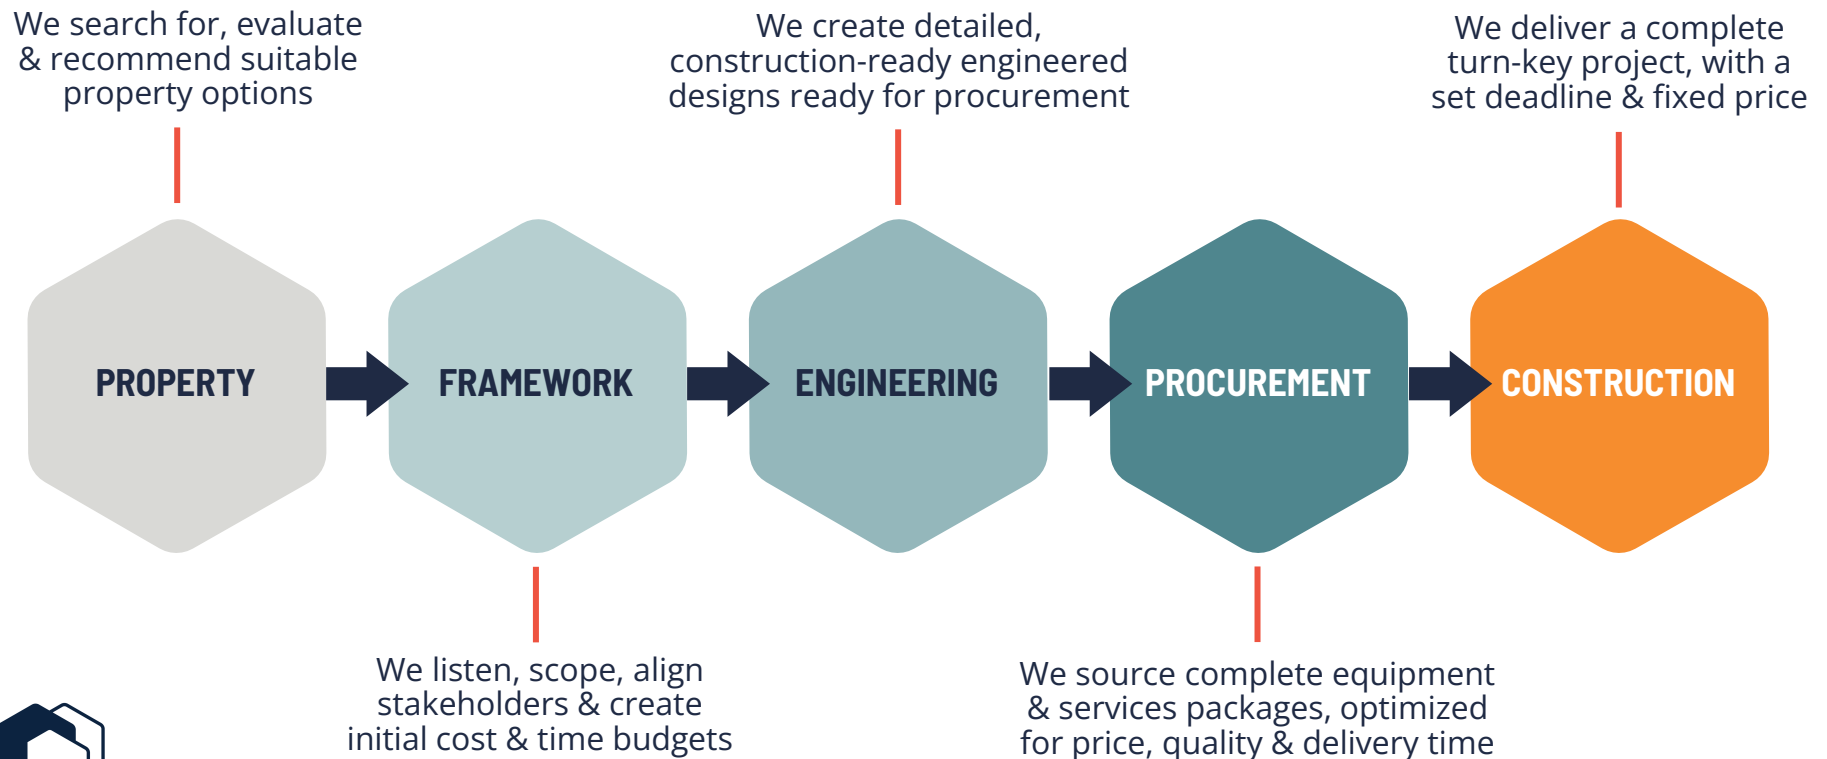 We search for, evaluate
& recommend suitable
property options
We create detailed,
construction-ready engineered
designs ready for procurement
We deliver a complete
turn-key project, with a
set deadline & fixed price
PROPERTY
FRAMEWORK
ENGINEERING
PROCUREMENT
CONSTRUCTION
We listen, scope, align
stakeholders & create
initial cost & time budgets
We source complete equipment
& services packages, optimized
for price, quality & delivery time